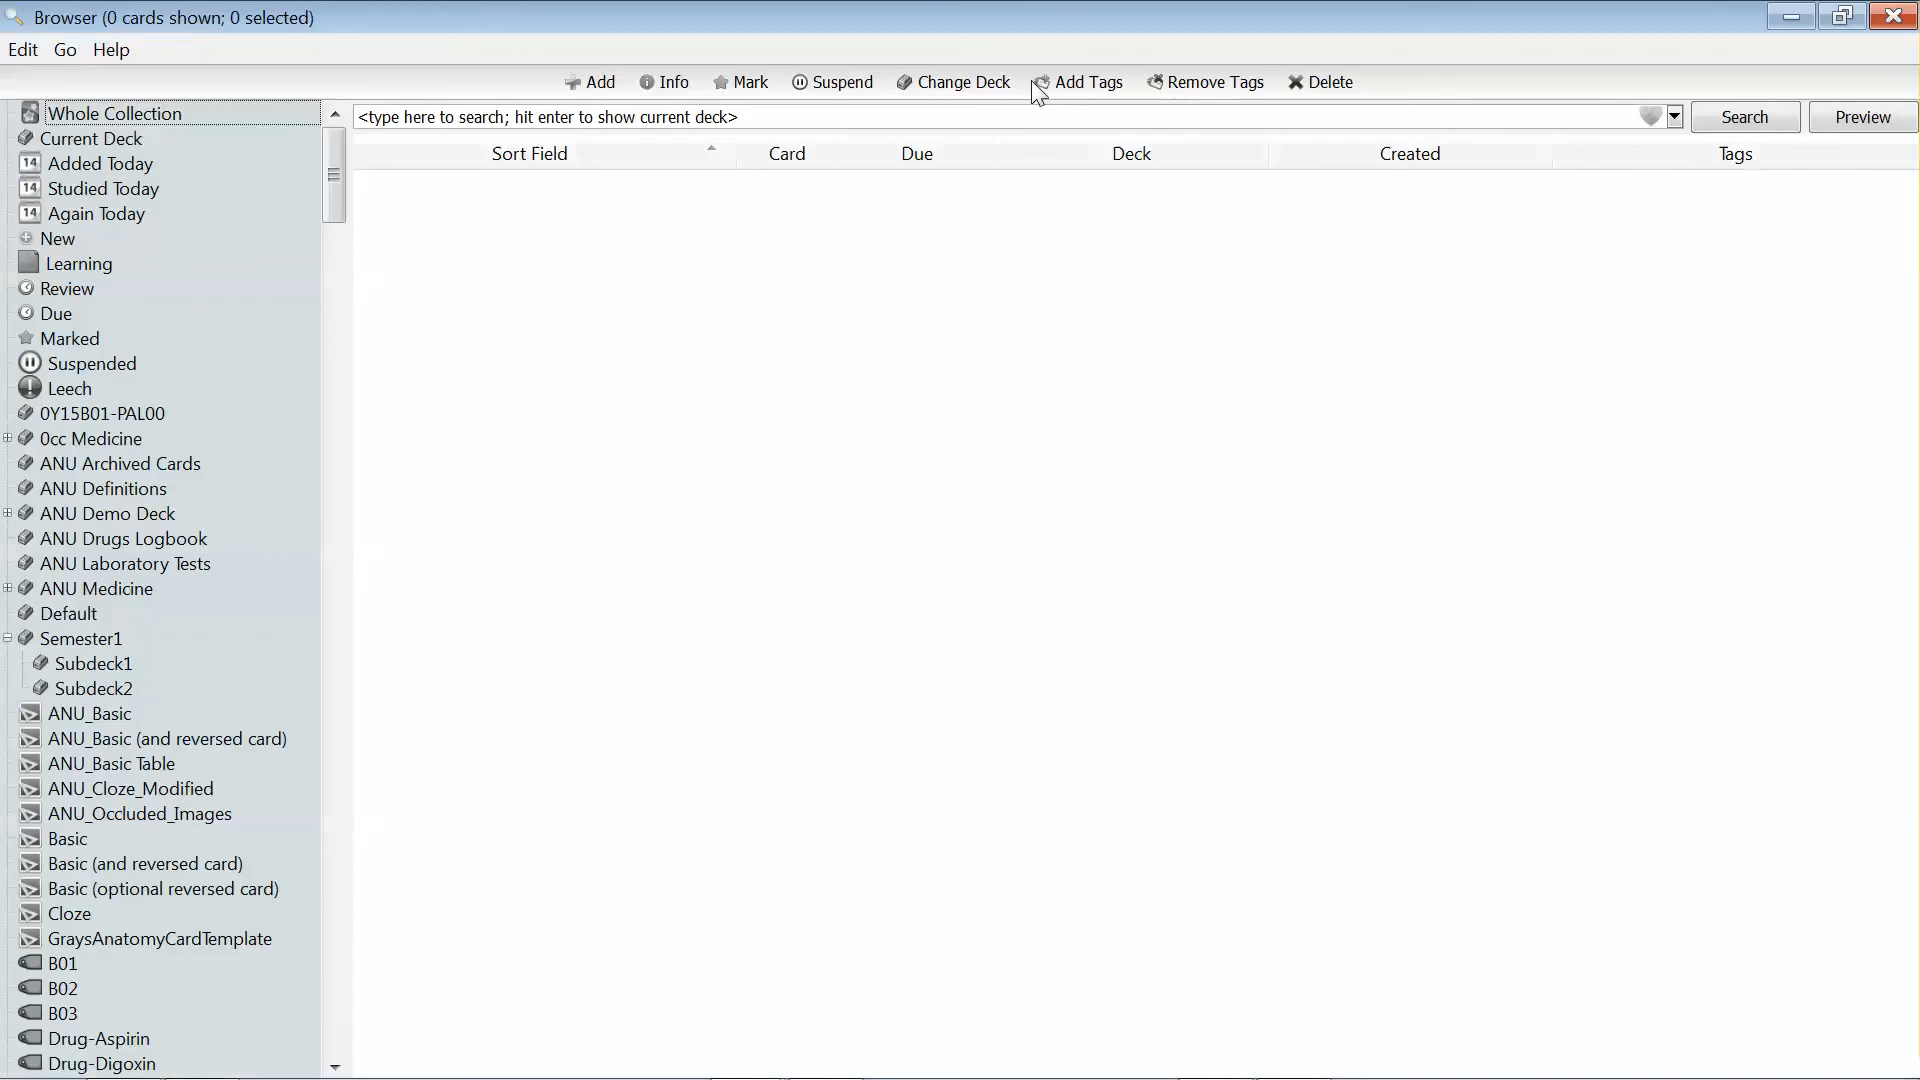 Browser (0 cards shown; 0 selected)
Edit Go Help
Add Info Mark Suspend Change Deck Add Tags Remove Tags Delete
<type here to search; hit enter to show current deck> Search Preview
Sort Field Card Due Deck Created Tags
Whole Collection
Current Deck
14 Added Today
14 Studied Today
14 Again Today
New
Learning
Review
Due
Marked
Suspended
Leech
0Y15B01-PAL00
0cc Medicine
ANU Archived Cards
ANU Definitions
ANU Demo Deck
ANU Drugs Logbook
ANU Laboratory Tests
ANU Medicine
Default
Semester1
Subdeck1
Subdeck2
ANU_Basic
ANU_Basic (and reversed card)
ANU_Basic Table
ANU_Cloze_Modified
ANU_Occluded_Images
Basic
Basic (and reversed card)
Basic (optional reversed card)
Cloze
GraysAnatomyCardTemplate
B01
B02
B03
Drug-Aspirin
Drug-Digoxin